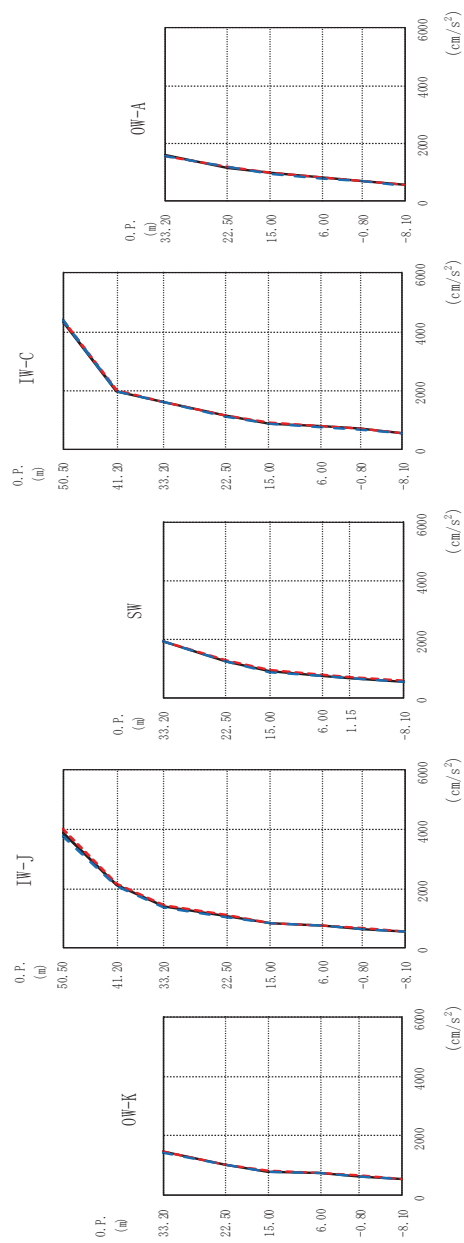 OW-A
O.P.
(m)
33.20
22.50
15.00
6.00
-0.80
-8.10
0
2000
4000
6000
(cm/s²)
IW-C
O.P.
(m)
50.50
41.20
33.20
22.50
15.00
6.00
-0.80
-8.10
0
2000
4000
6000
(cm/s²)
SW
O.P.
(m)
33.20
22.50
15.00
6.00
1.15
-8.10
0
2000
4000
6000
(cm/s²)
IW-J
O.P.
(m)
50.50
41.20
33.20
22.50
15.00
6.00
-0.80
-8.10
0
2000
4000
6000
(cm/s²)
OW-K
O.P.
(m)
33.20
22.50
15.00
6.00
-0.80
-8.10
0
2000
4000
6000
(cm/s²)